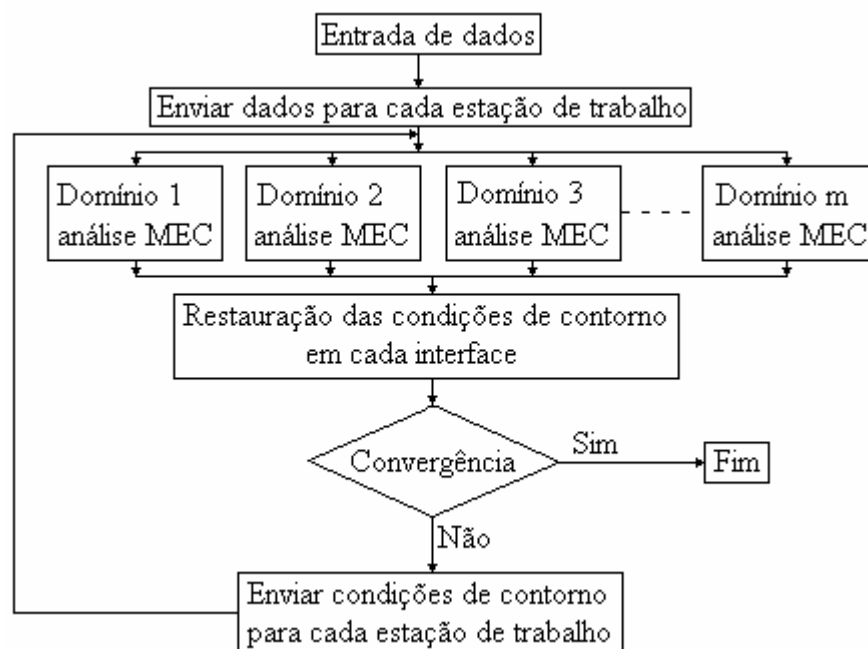 Entrada de dados
Enviar dados para cada estação de trabalho
Domínio 1
análise MEC
Domínio 2
análise MEC
Domínio 3
análise MEC
Domínio m
análise MEC
Restauração das condições de contorno
em cada interface
Convergência
Sim
Fim
Não
Enviar condições de contorno
para cada estação de trabalho